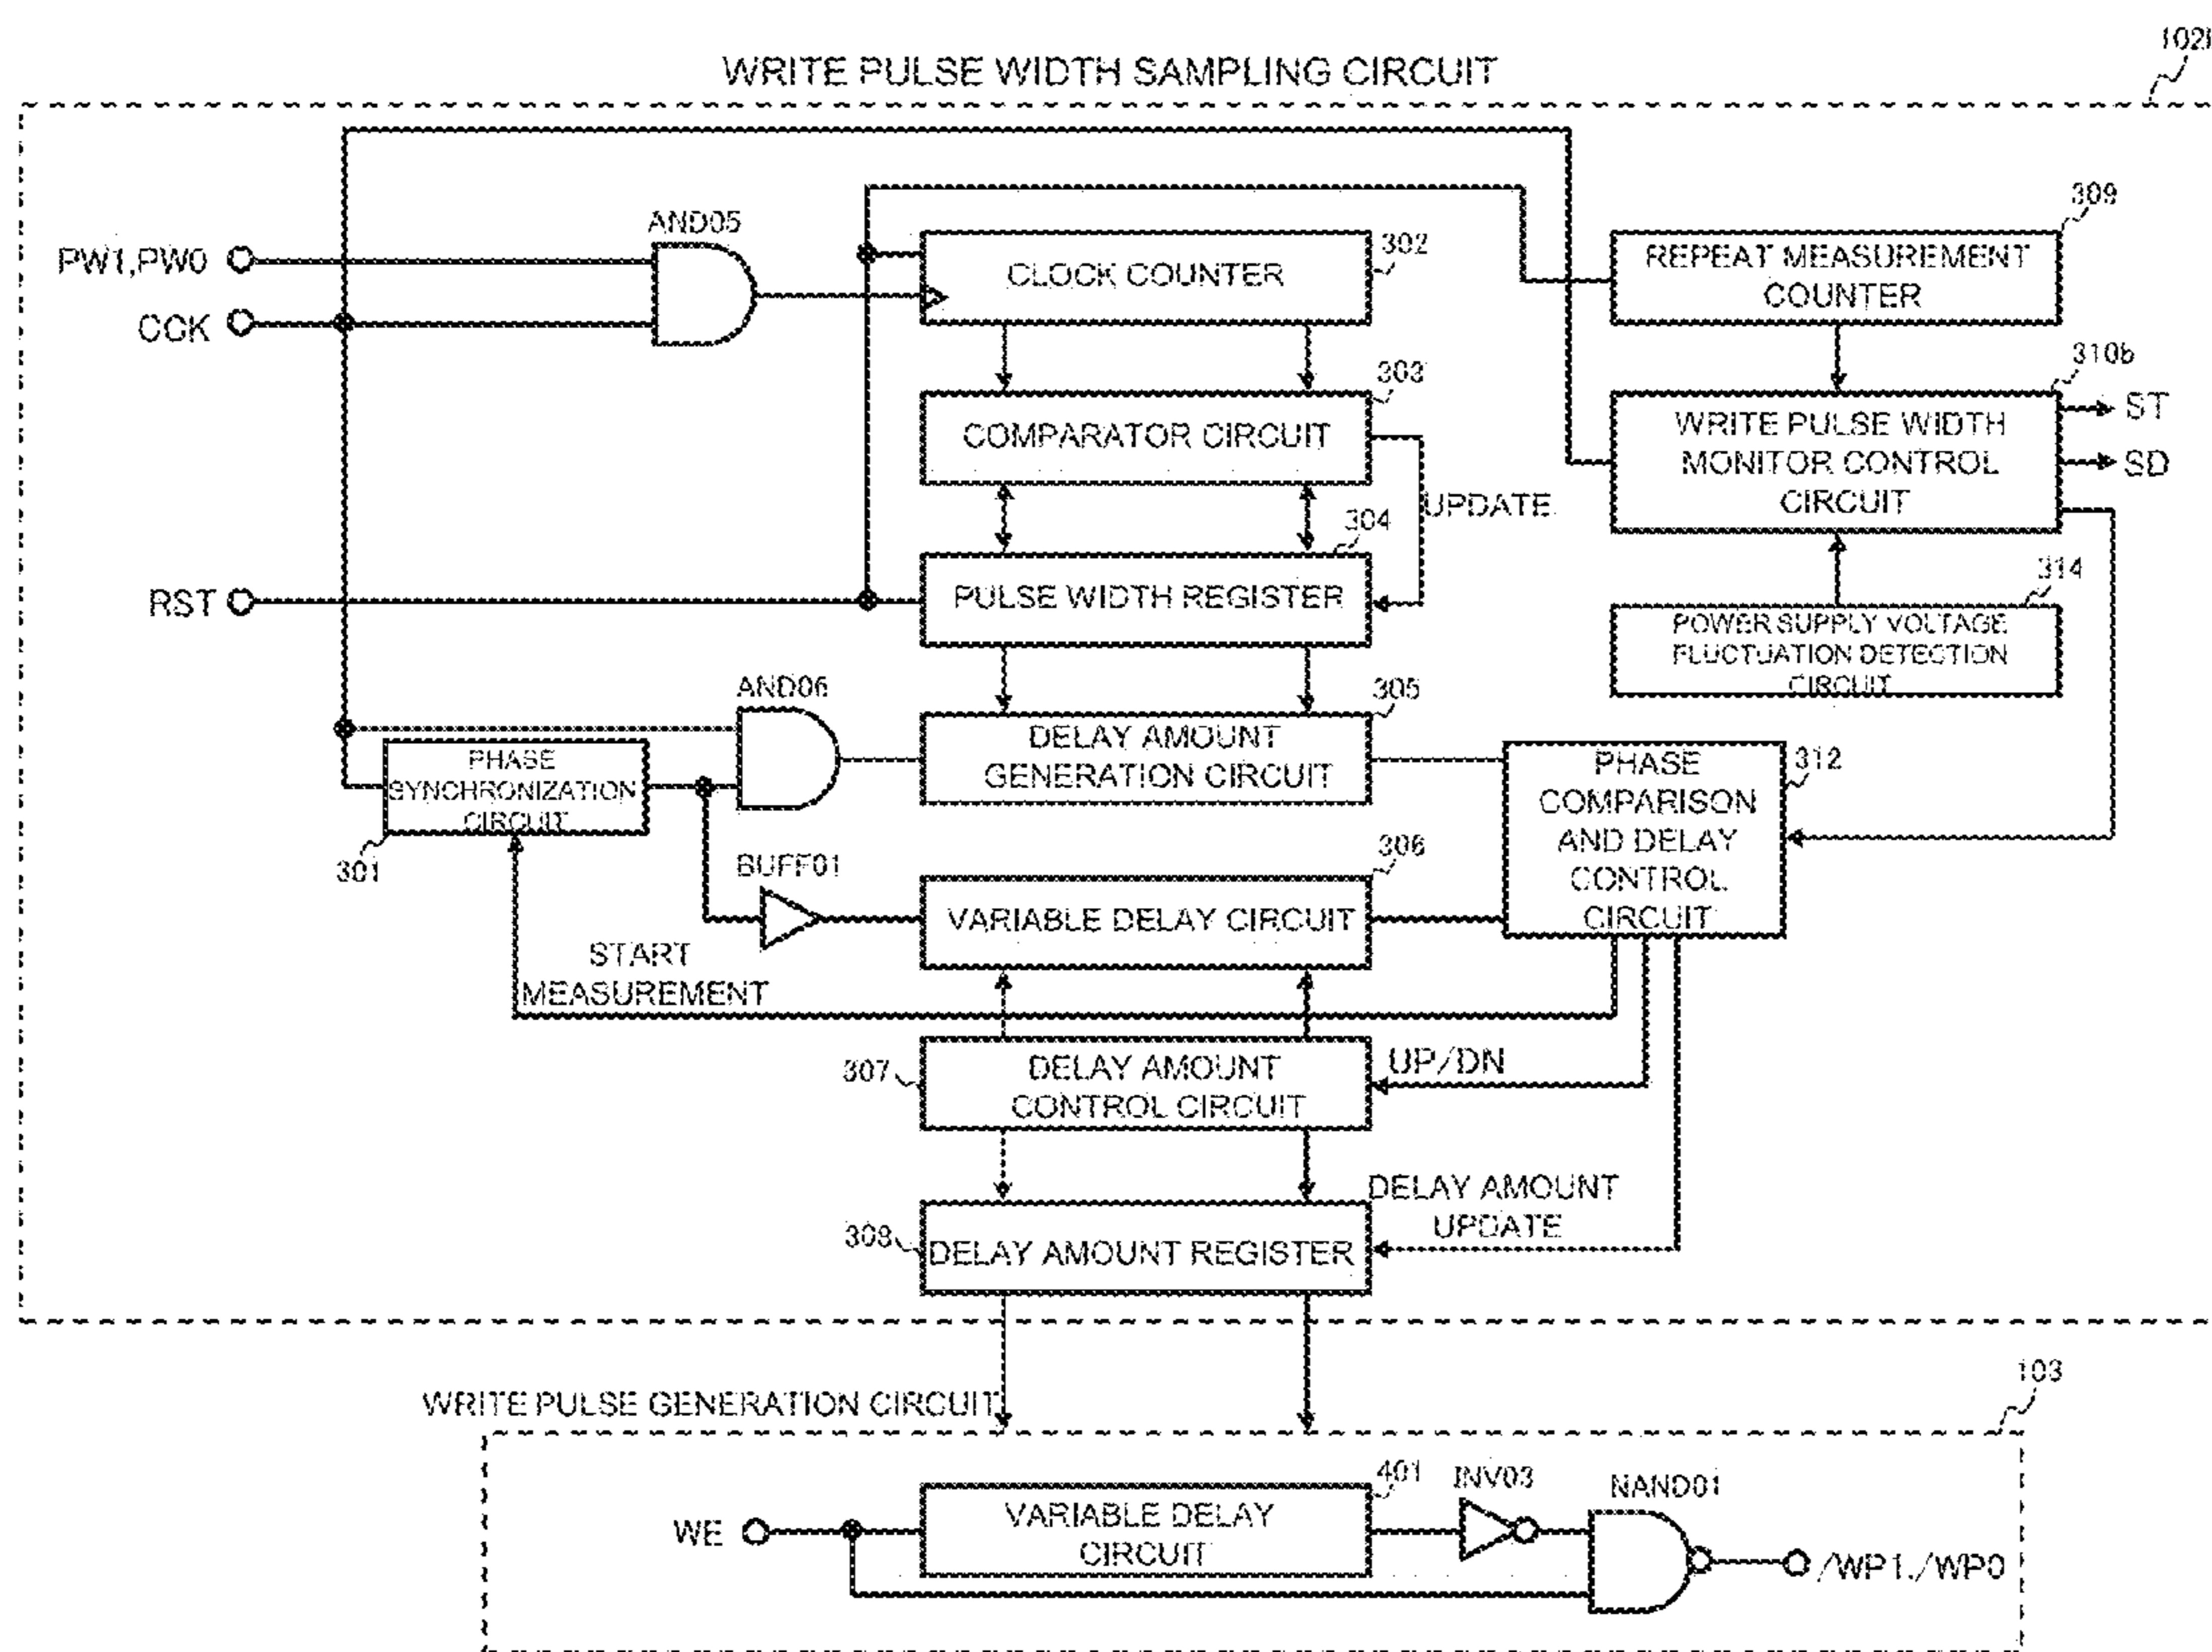 102b
WRITE PULSE WIDTH SAMPLING CIRCUIT
309
AND05
PW1,PW0
CLOCK COUNTER
302
REPEAT MEASUREMENT
COUNTER
CCK
310b
303
ST
COMPARATOR CIRCUIT
WRITE PULSE WIDTH
MONITOR CONTROL
CIRCUIT
SD
UPDATE
304
314
RST
PULSE WIDTH REGISTER
POWER SUPPLY VOLTAGE
FLUCTUATION DETECTION
CIRCUIT
AND06
305
PHASE
SYNCHRONIZATION
CIRCUIT
DELAY AMOUNT
GENERATION CIRCUIT
PHASE
COMPARISON
AND DELAY
CONTROL
CIRCUIT
312
301
BUFF01
306
VARIABLE DELAY CIRCUIT
START
MEASUREMENT
307
DELAY AMOUNT
CONTROL CIRCUIT
UP/DN
DELAY AMOUNT
UPDATE
308
DELAY AMOUNT REGISTER
103
WRITE PULSE GENERATION CIRCUIT
401
INV03
NAND01
WE
VARIABLE DELAY
CIRCUIT
/WP1./WP0